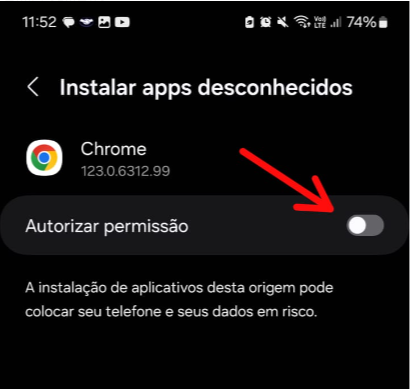 11:52 74%
Instalar apps desconhecidos
Chrome
123.0.6312.99
Autorizar permissão
A instalação de aplicativos desta origem pode
colocar seu telefone e seus dados em risco.